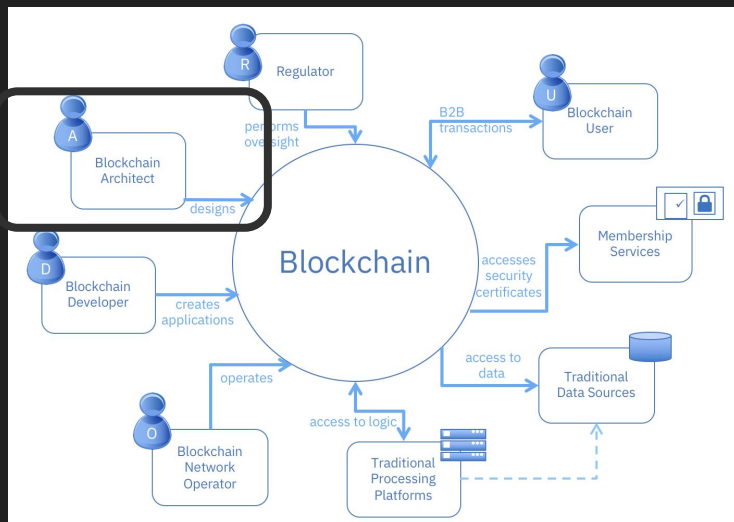 R
Regulator
performs
oversight
A
Blockchain
Architect
designs
U
Blockchain
User
B2B
transactions
D
Blockchain
Developer
creates
applications
Blockchain
Membership
Services
accesses
security
certificates
O
Blockchain
Network
Operator
operates
access to logic
Traditional
Processing
Platforms
access to
data
Traditional
Data Sources